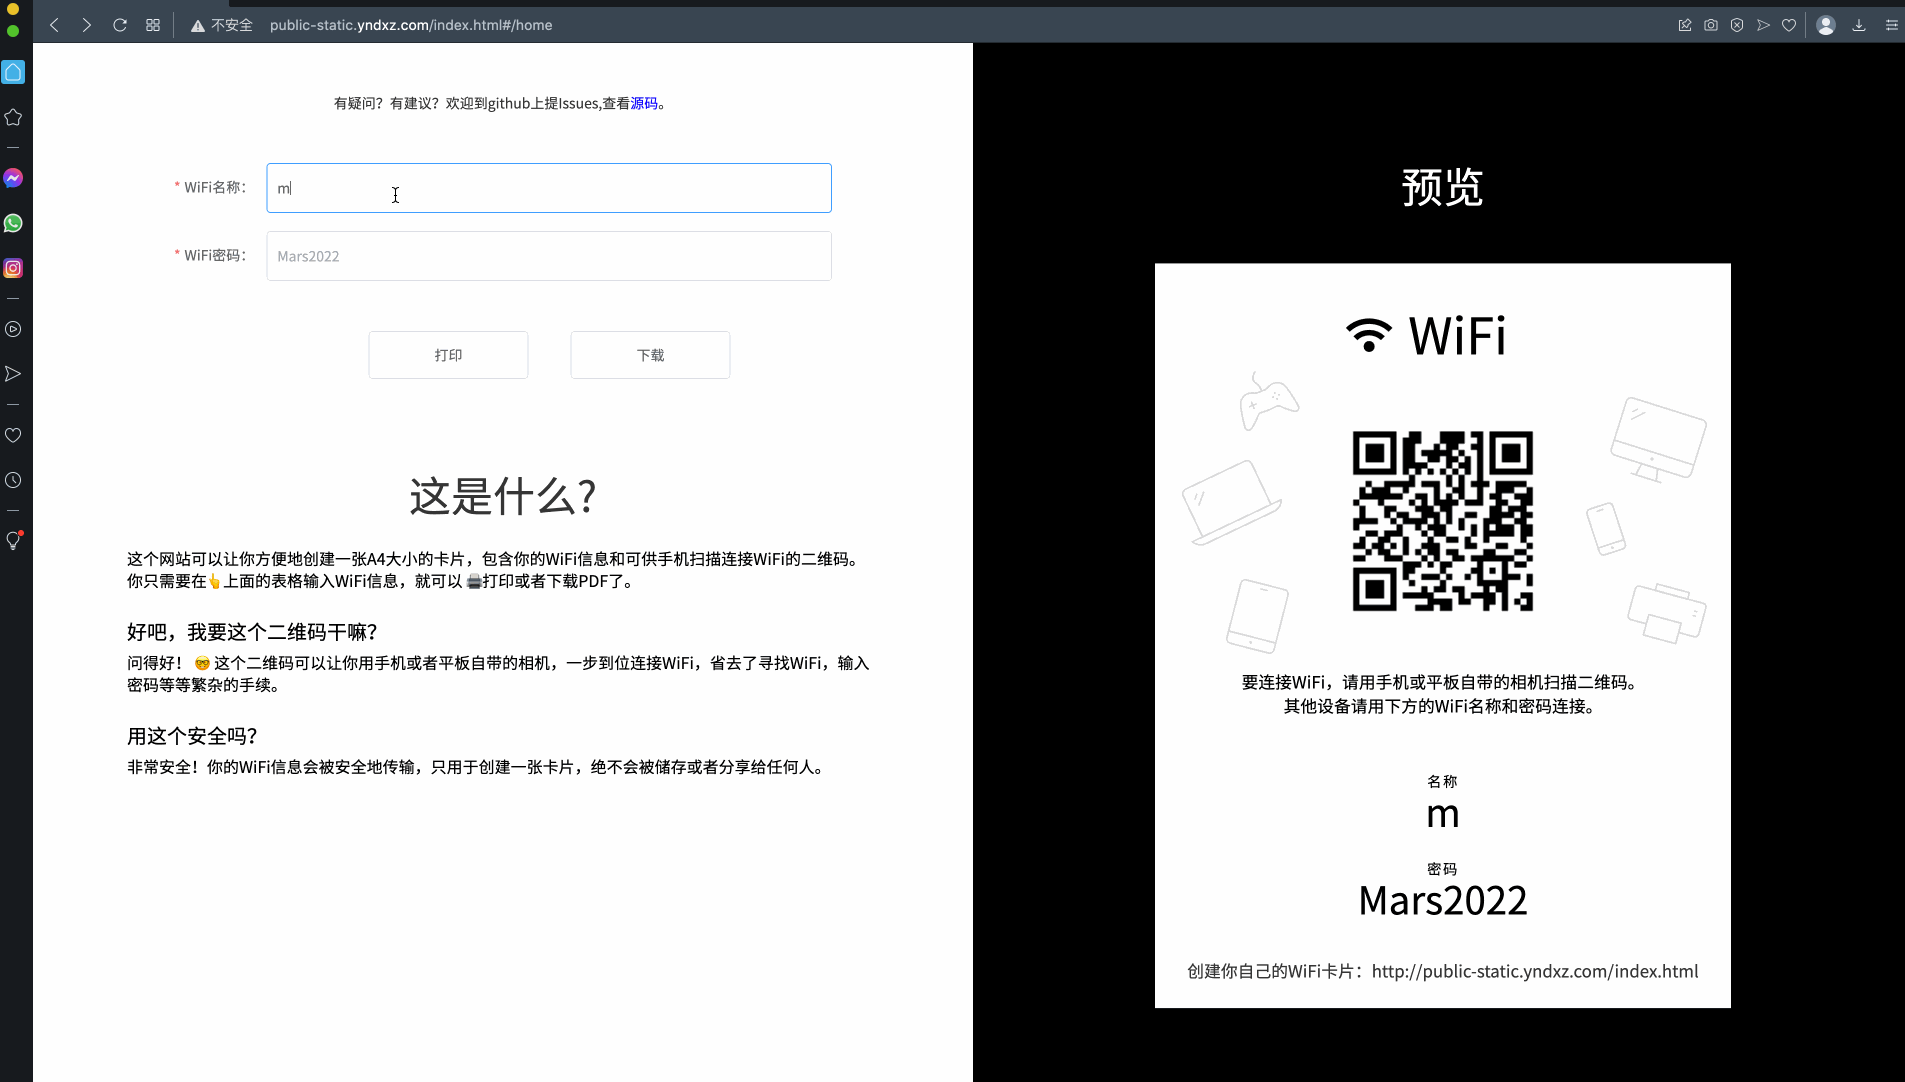 不安全 public-static.yndxz.com/index.html#/home
有疑问？有建议？欢迎到github上提Issues,查看源码。
* WiFi名称：
m
* WiFi密码：
Mars2022
打印
下载
这是什么?
这个网站可以让你方便地创建一张A4大小的卡片，包含你的WiFi信息和可供手机扫描连接WiFi的二维码。
你只需要在👆上面的表格输入WiFi信息，就可以 🖨打印或者下载PDF了。
好吧，我要这个二维码干嘛？
问得好！ 🤓 这个二维码可以让你用手机或者平板自带的相机，一步到位连接WiFi，省去了寻找WiFi，输入
密码等等繁杂的手续。
用这个安全吗？
非常安全！你的WiFi信息会被安全地传输，只用于创建一张卡片，绝不会被储存或者分享给任何人。
预览
WiFi
要连接WiFi，请用手机或平板自带的相机扫描二维码。
其他设备请用下方的WiFi名称和密码连接。
名称
m
密码
Mars2022
创建你自己的WiFi卡片：http://public-static.yndxz.com/index.html